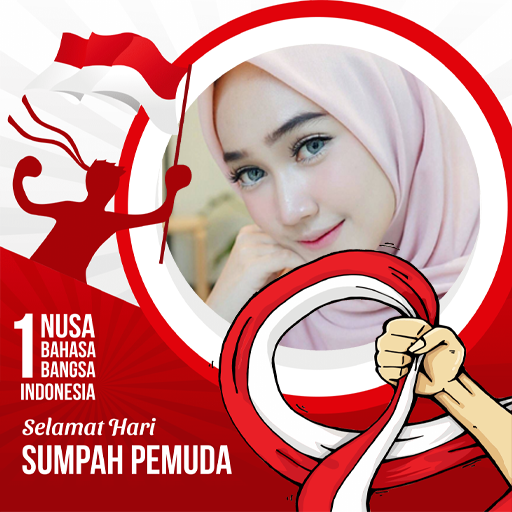 1 NUSA
BAHASA
BANGSA
INDONESIA
Selamat Hari
SUMPAH PEMUDA